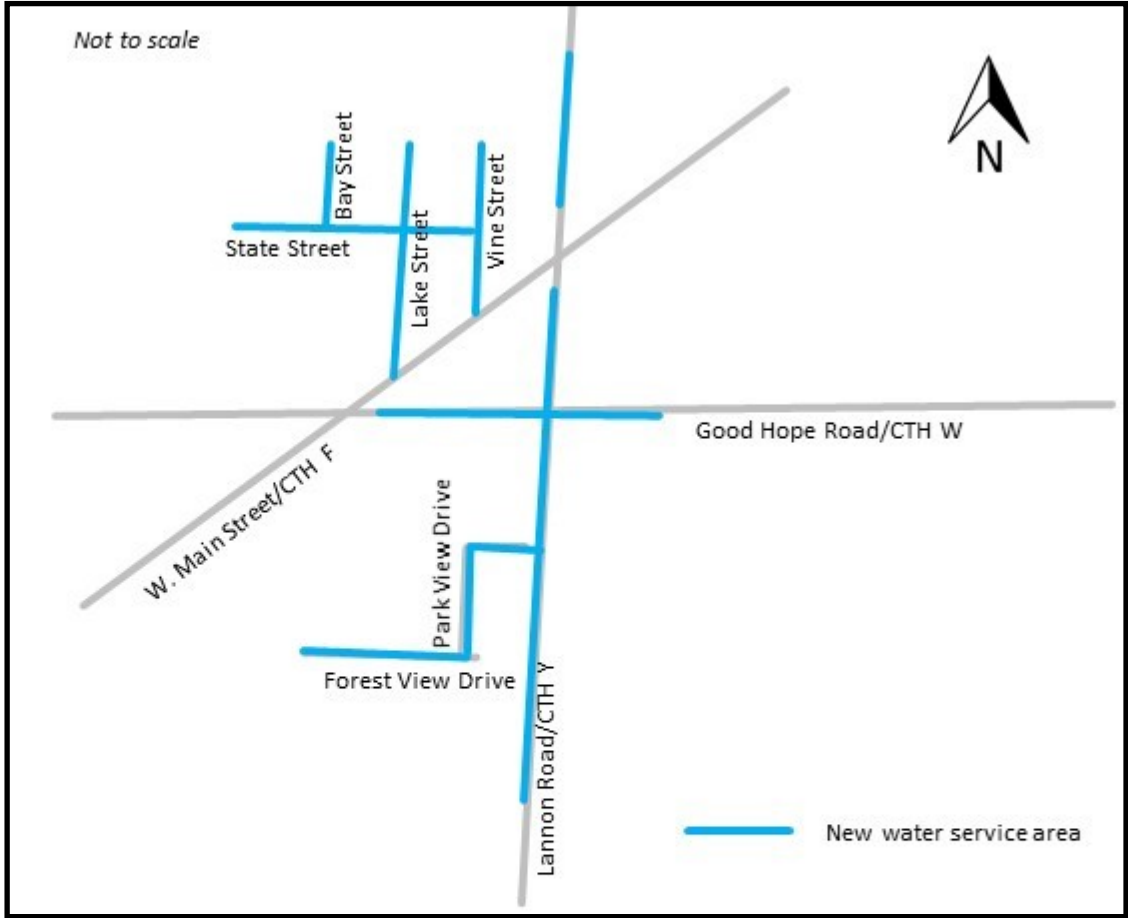 Not to scale
N
Bay Street
Lake Street
Vine Street
State Street
Good Hope Road/CTH W
W. Main Street/CTH F
Park View Drive
Forest View Drive
Lannon Road/CTH Y
New water service area